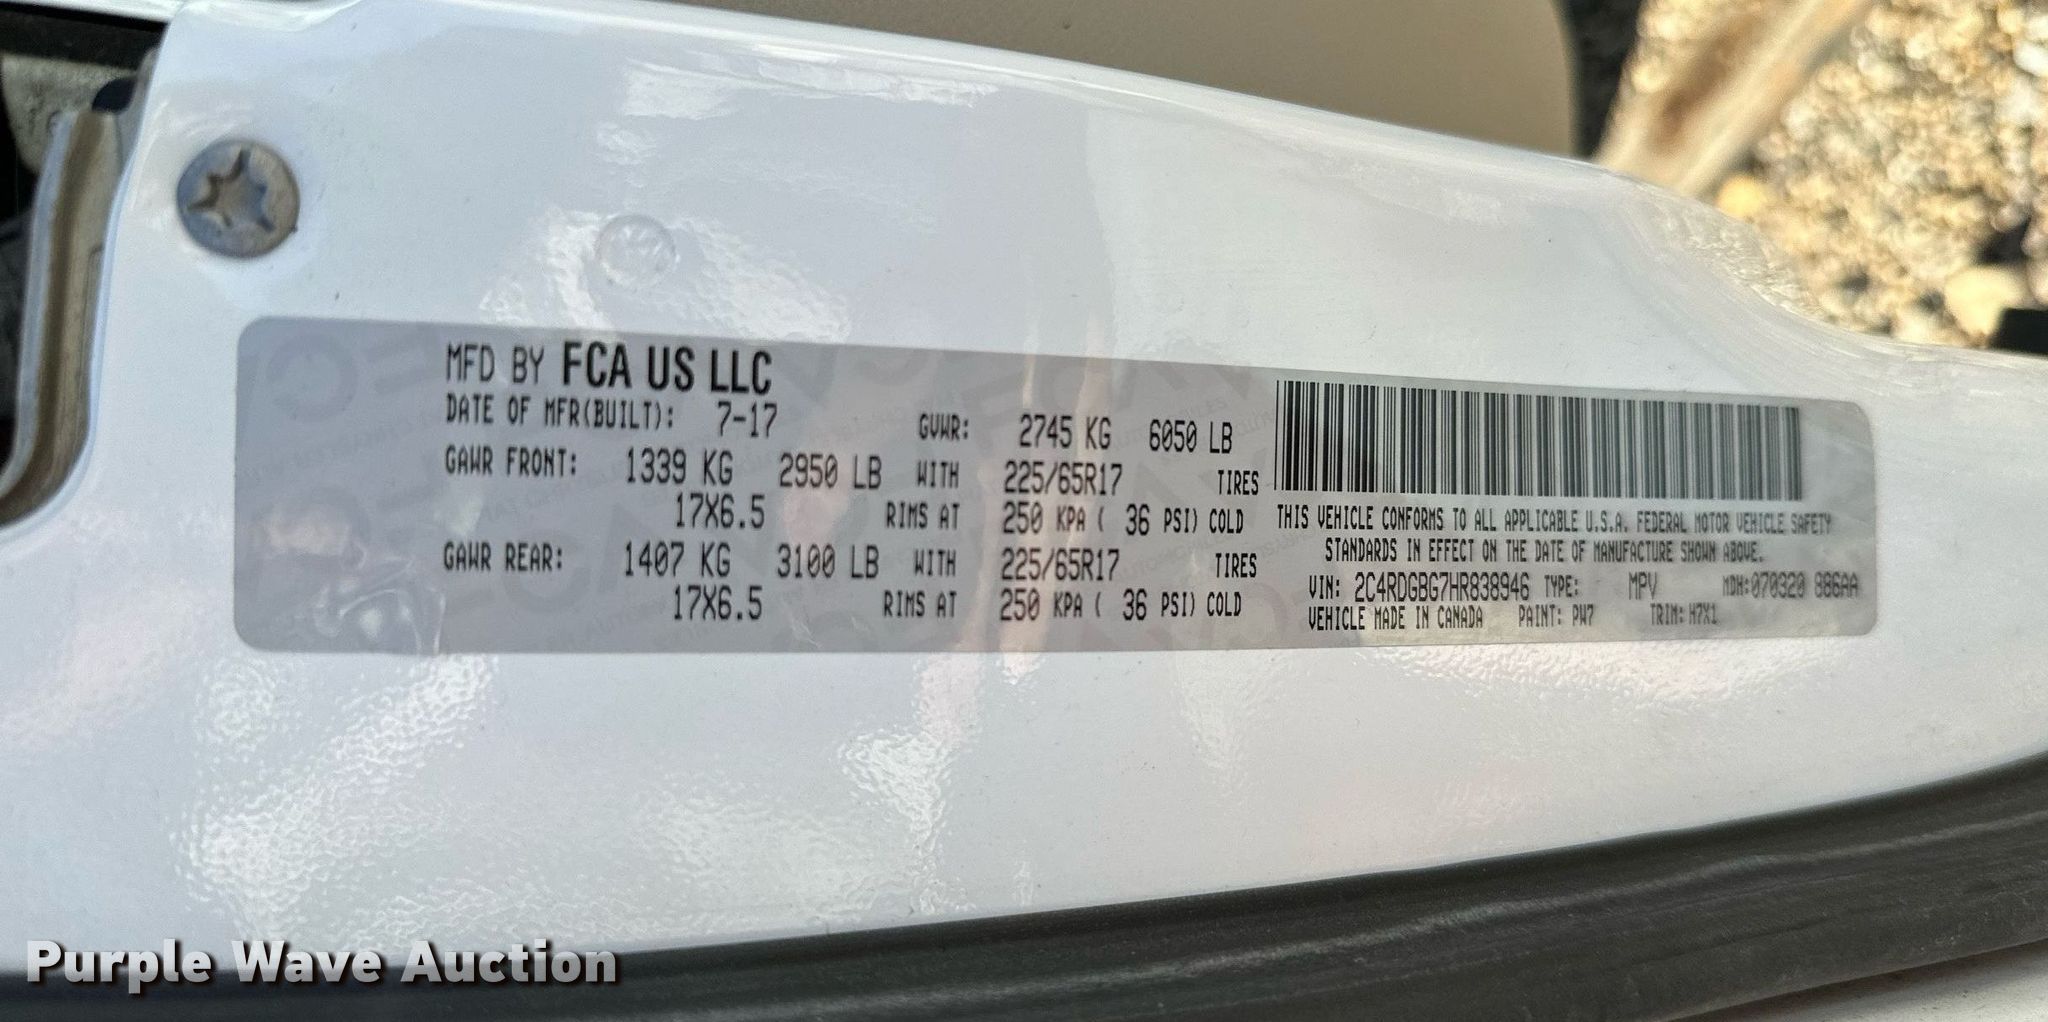 MFD BY FCA US LLC
DATE OF MFR(BUILT): 7-17 GVWR: 2745 KG 6050 LB
GAWR FRONT: 1339 KG 2950 LB WITH 225/65R17 TIRES
17X6.5 RIMS AT 250 KPA ( 36 PSI) COLD
GAWR REAR: 1407 KG 3100 LB WITH 225/65R17 TIRES
17X6.5 RIMS AT 250 KPA ( 36 PSI) COLD
THIS VEHICLE CONFORMS TO ALL APPLICABLE U.S.A. FEDERAL MOTOR VEHICLE SAFETY
STANDARDS IN EFFECT ON THE DATE OF MANUFACTURE SHOWN ABOVE.
VIN: 2C4RDGBG7HR838946 TYPE: MPV MDH:070320 886AA
VEHICLE MADE IN CANADA PAINT: PW7 TRIM: H7X1
Purple Wave Auction